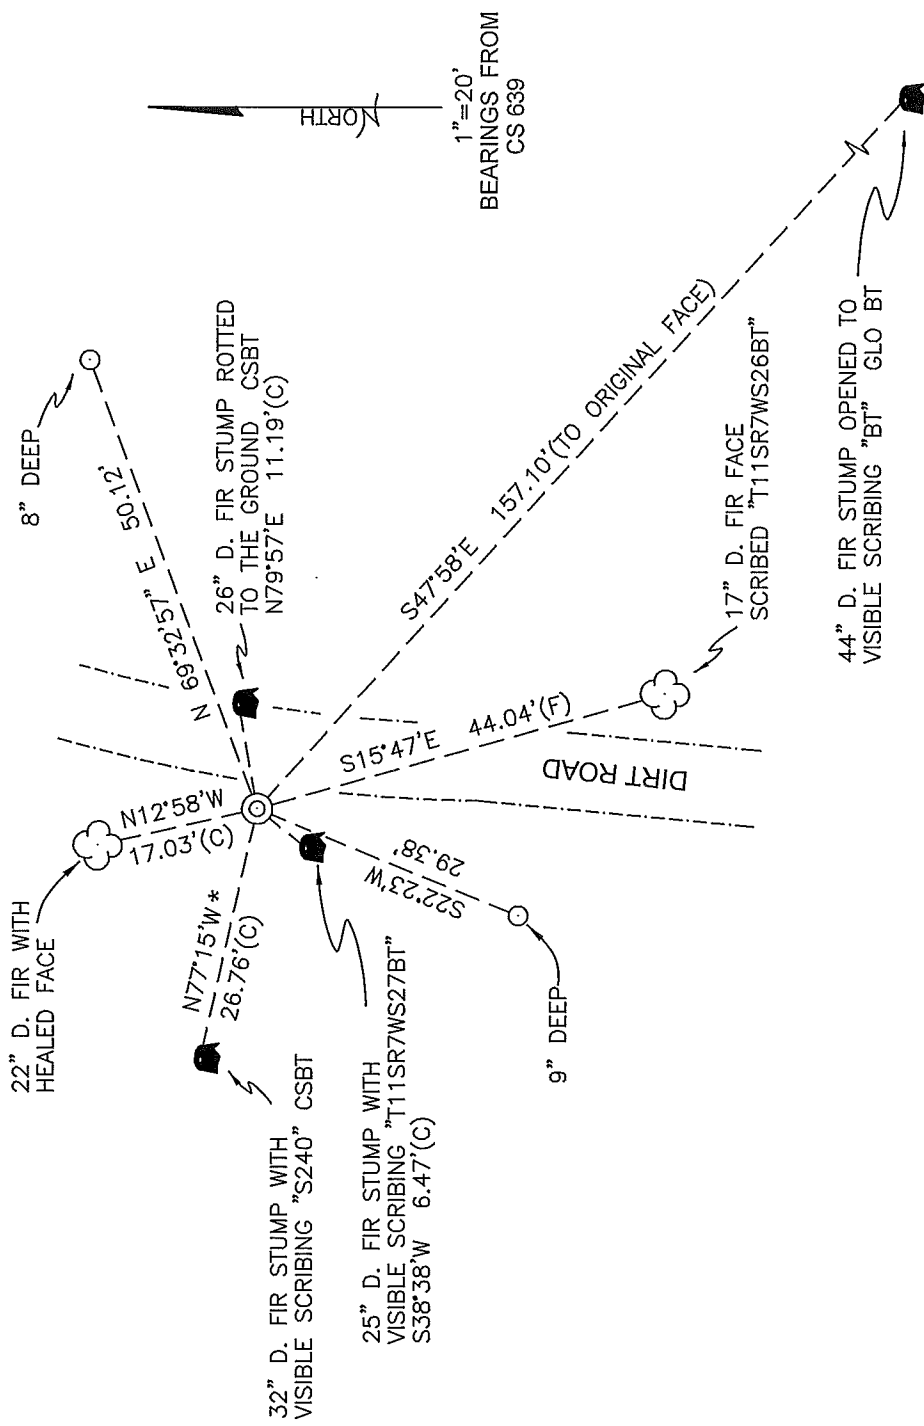 22" D. FIR WITH
HEALED FACE
8" DEEP
N 69°32'57" E 50.12'
NORTH
1"=20'
BEARINGS FROM
CS 639
26" D. FIR STUMP ROTTED
TO THE GROUND CSBT
N79°57'E 11.19'(C)
N12°58'W
17.03'(C)
N77°15'W*
26.76'(C)
32" D. FIR STUMP WITH
VISIBLE SCRIBING "S240" CSBT
25" D. FIR STUMP WITH
VISIBLE SCRIBING "T11SR7WS27BT"
S38°38'W 6.47'(C)
S22°23'W
29.38'
9" DEEP
S15°47'E 44.04'(F)
DIRT ROAD
S47°58'E 157.10'(TO ORIGINAL FACE)
17" D. FIR FACE
SCRIBED "T11SR7WS26BT"
44" D. FIR STUMP OPENED TO
VISIBLE SCRIBING "BT" GLO BT